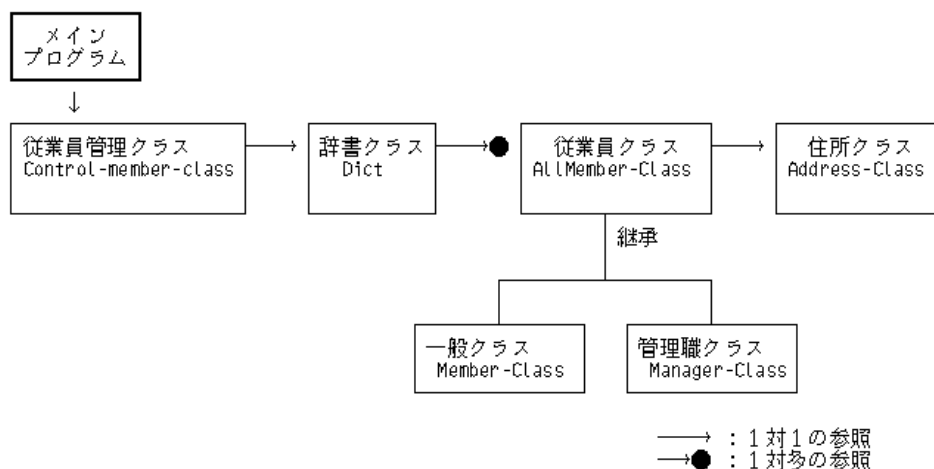 メイン
プログラム
↓
従業員管理クラス
Control-member-class
辞書クラス
Dict
従業員クラス
AllMember-Class
住所クラス
Address-Class
継承
一般クラス
Member-Class
管理職クラス
Manager-Class
：１対１の参照
：１対多の参照